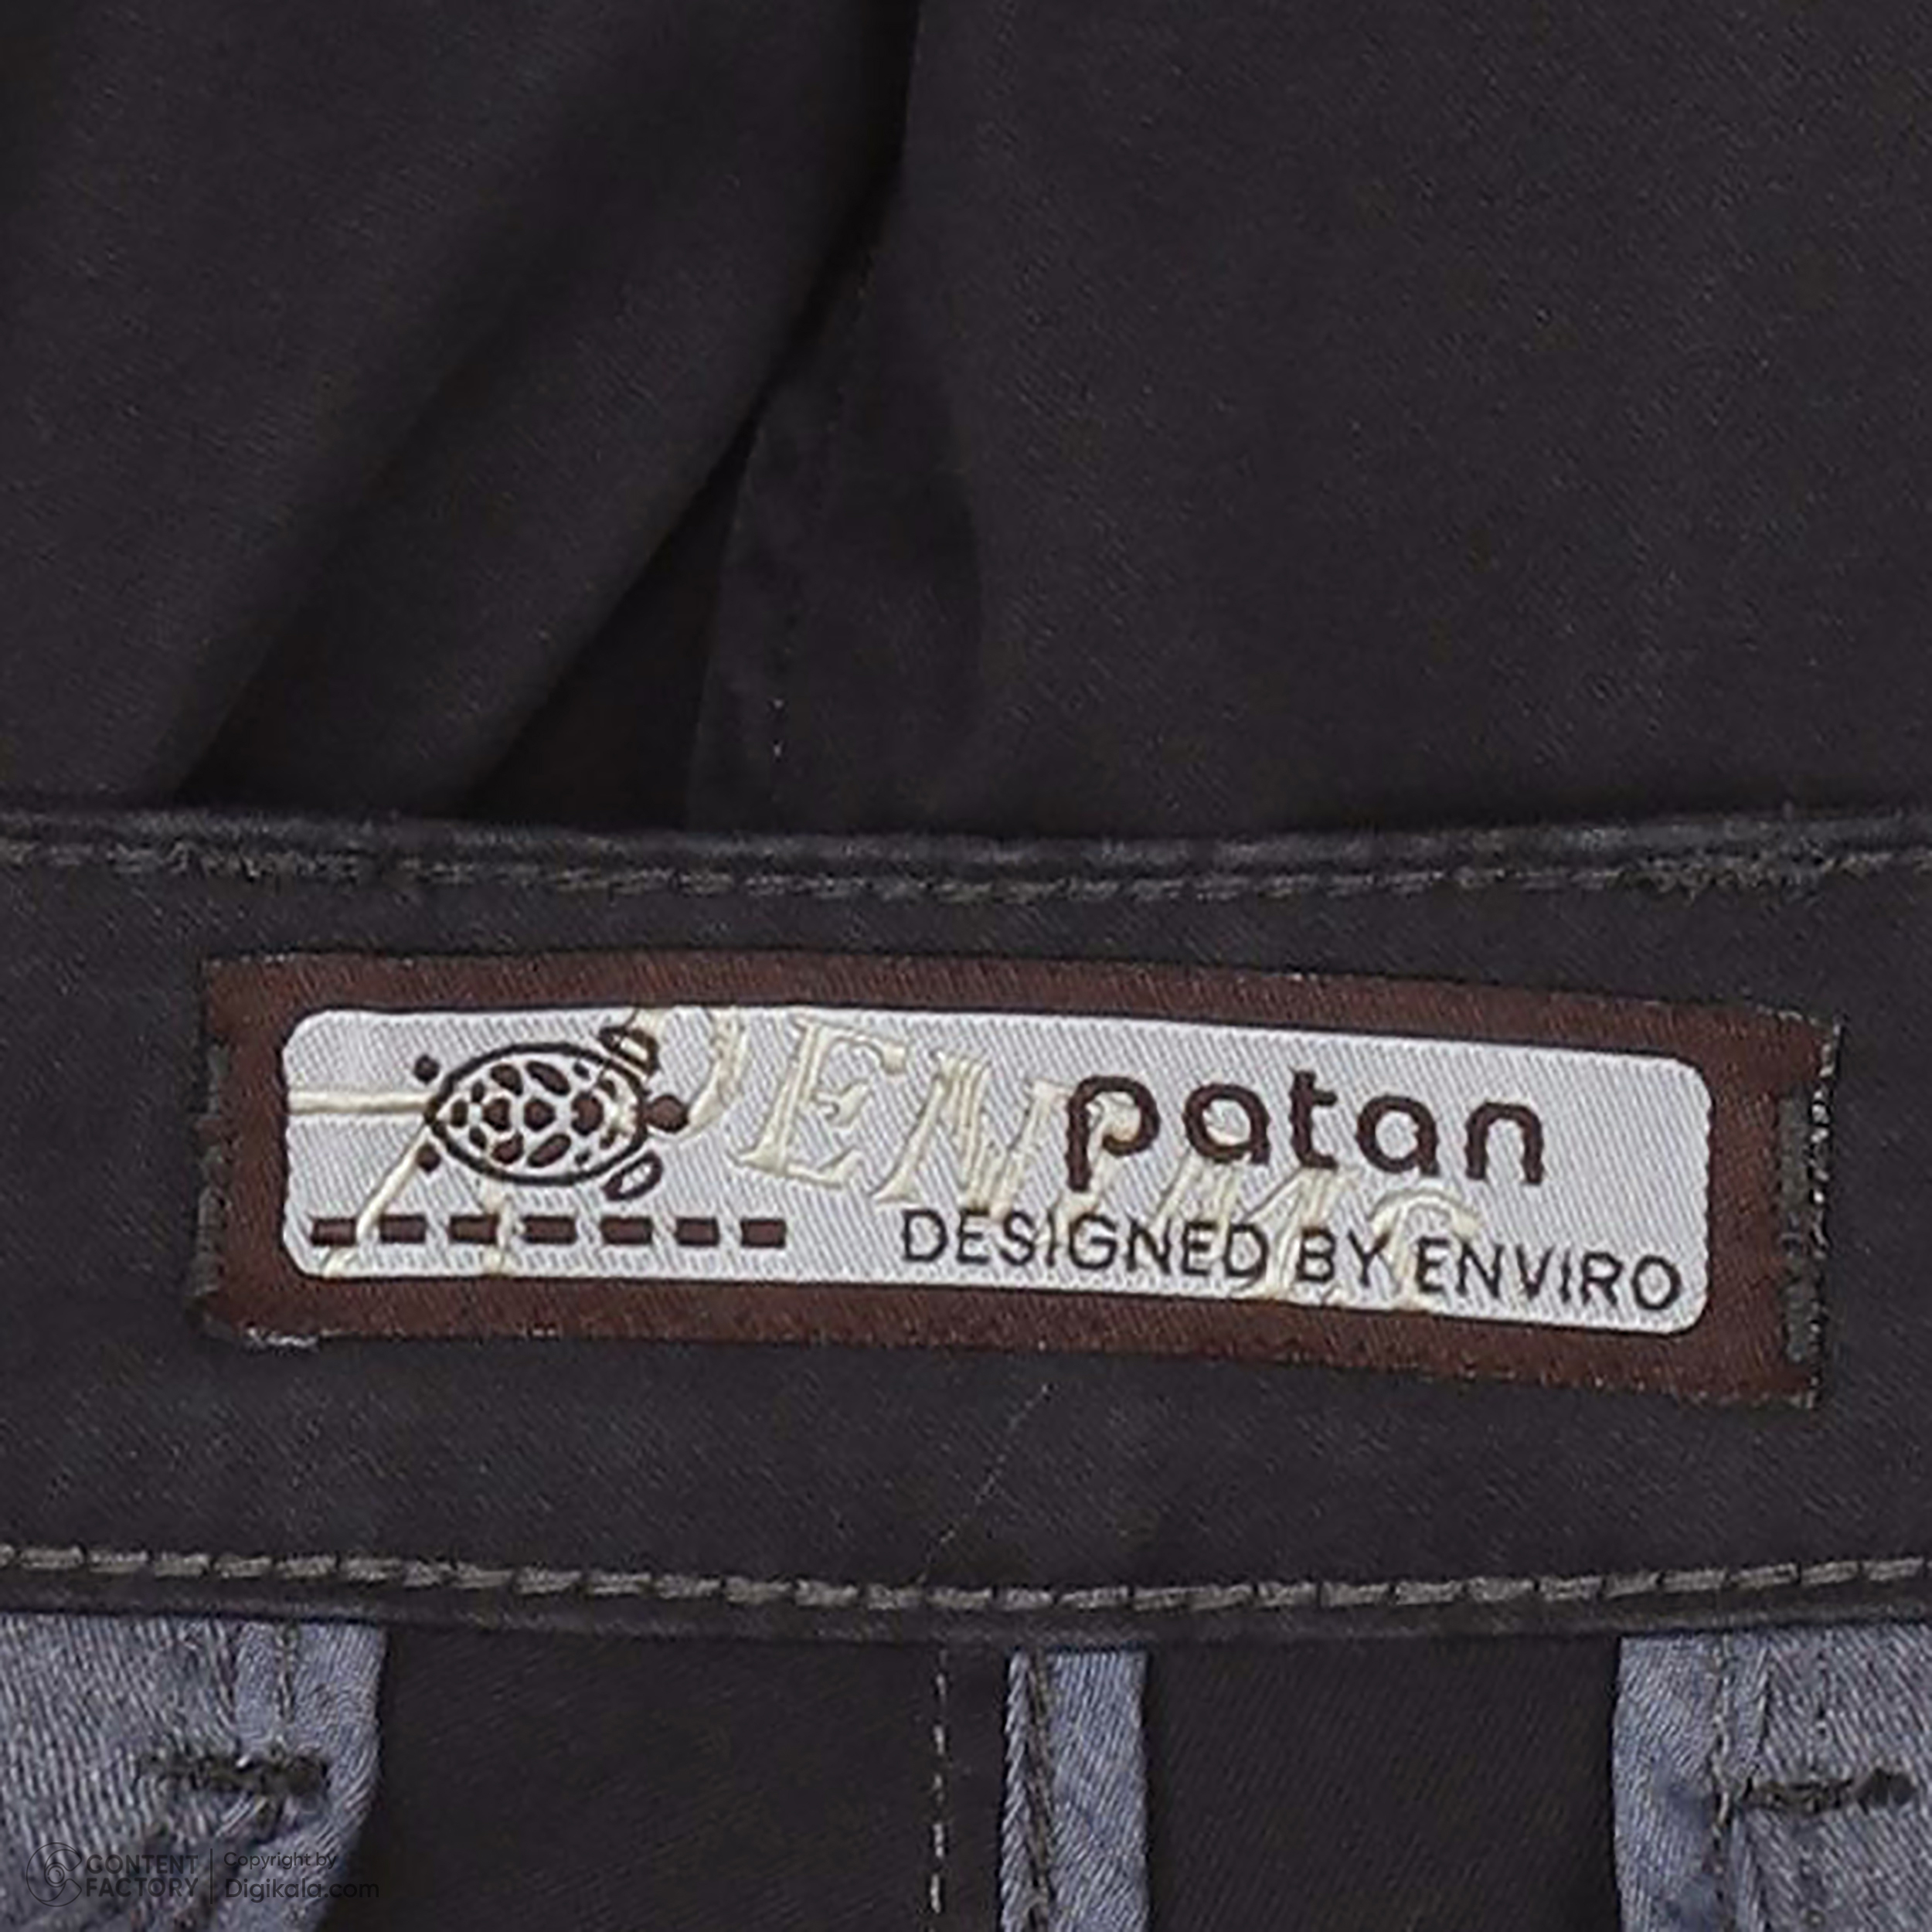 patan
DESIGNED BY ENVIRO
CONTENT
FACTORY
Copyright by
Digikala.com